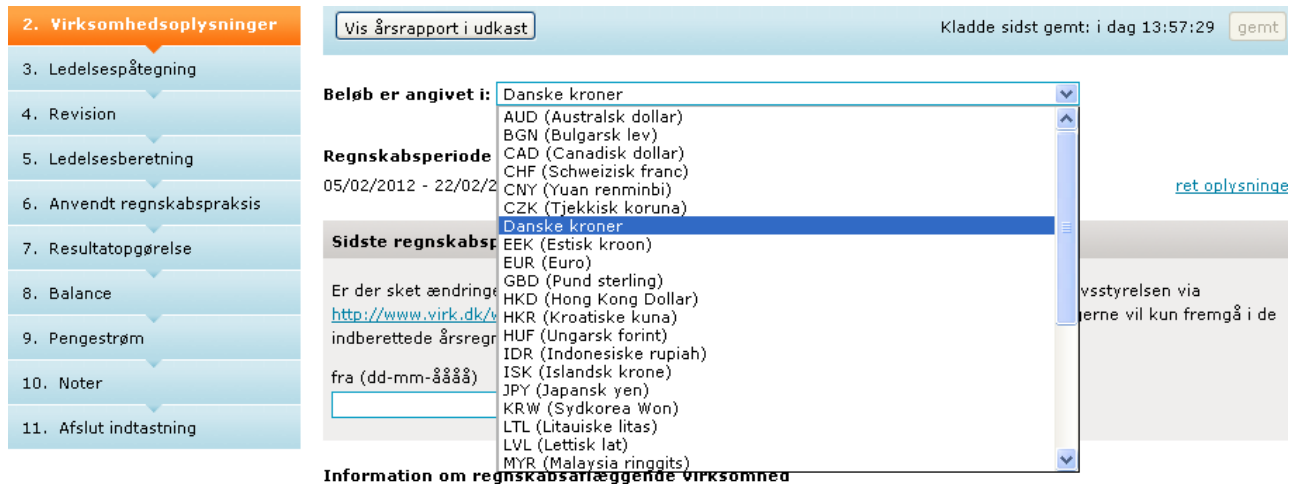 2. Virksomhedsoplysninger
3. Ledelsespåtegning
4. Revision
5. Ledelsesberetning
6. Anvendt regnskabspraksis
7. Resultatopgørelse
8. Balance
9. Pengestrøm
10. Noter
11. Afslut indtastning
Vis årsrapport i udkast
Kladde sidst gemt: i dag 13:57:29 gemt
Beløb er angivet i: Danske kroner
AUD (Australsk dollar)
BGN (Bulgarsk lev)
CAD (Canadisk dollar)
CHF (Schweizisk franc)
CNY (Yuan renminbi)
CZK (Tjekkisk koruna)
Danske kroner
EEK (Estisk kroon)
EUR (Euro)
GBD (Pund sterling)
HKD (Hong Kong Dollar)
HKR (Kroatiske kuna)
HUF (Ungarsk forint)
IDR (Indonesiske rupiah)
ISK (Islandsk krone)
JPY (Japansk yen)
KRW (Sydkorea Won)
LTL (Litauiske litas)
LVL (Lettisk lat)
MYR (Malaysia ringgits)
Regnskabsperiode
05/02/2012 - 22/02/2
ret oplysninge
Sidste regnskabsp
Er der sket ændringe vsstyrelsen via
http://www.virk.dk/v jerne vil kun fremgå i de
indberettede årsregn
fra (dd-mm-åååå)
Information om regnskabsaflæggende virksomhed